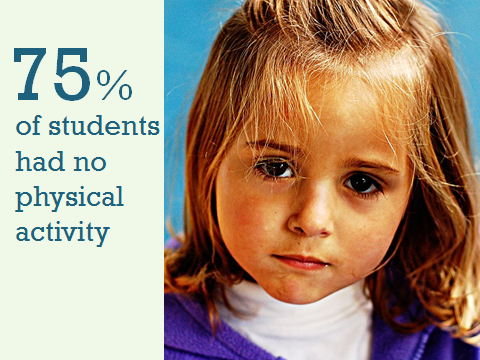 75%
of students
had no
physical
activity